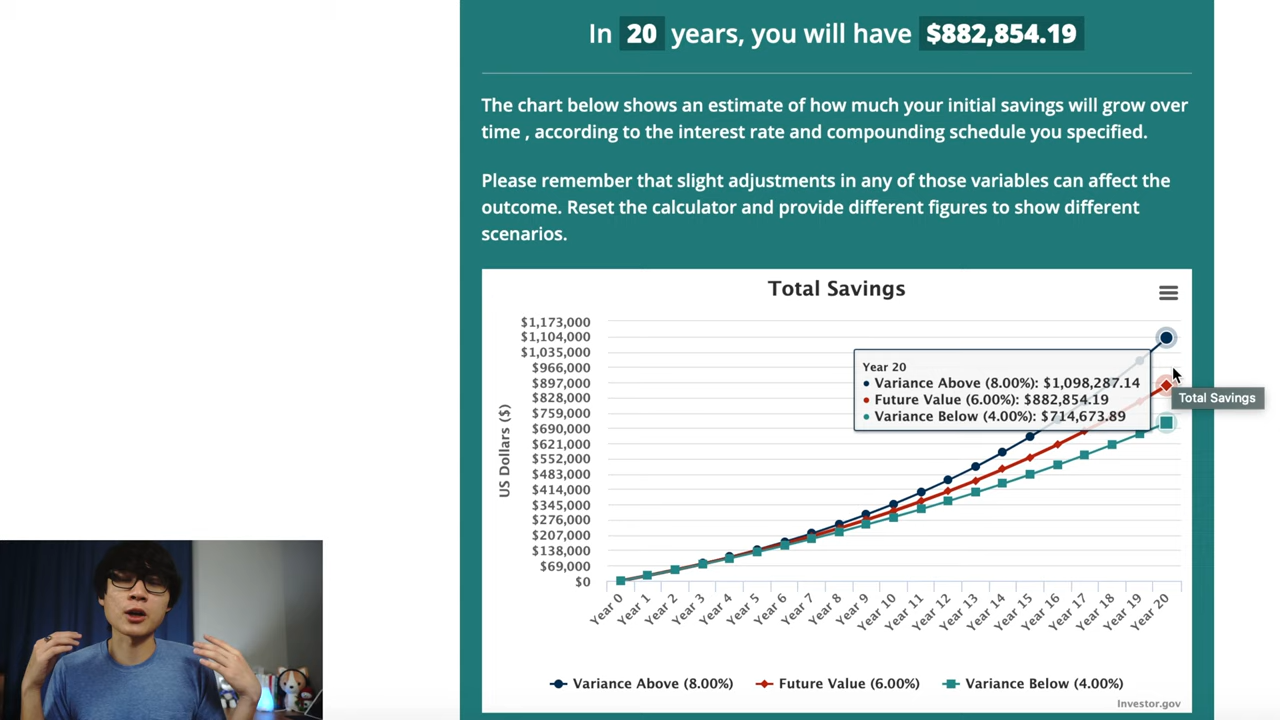 In 20 years, you will have $882,854.19
The chart below shows an estimate of how much your initial savings will grow over
time , according to the interest rate and compounding schedule you specified.
Please remember that slight adjustments in any of those variables can affect the
outcome. Reset the calculator and provide different figures to show different
scenarios.
Total Savings
$1,173,000
$1,104,000
$1,035,000
$966,000
$897,000
$828,000
$759,000
$690,000
$621,000
$552,000
$483,000
$414,000
$345,000
$276,000
$207,000
$138,000
$69,000
$0
US Dollars ($)
Year 20
Variance Above (8.00%): $1,098,287.14
Future Value (6.00%): $882,854.19
Variance Below (4.00%): $714,673.89
Total Savings
Year 0
Year 1
Year 2
Year 3
Year 4
Year 5
Year 6
Year 7
Year 8
Year 9
Year 10
Year 11
Year 12
Year 13
Year 14
Year 15
Year 16
Year 17
Year 18
Year 19
Year 20
Variance Above (8.00%) Future Value (6.00%) Variance Below (4.00%)
Investor.gov